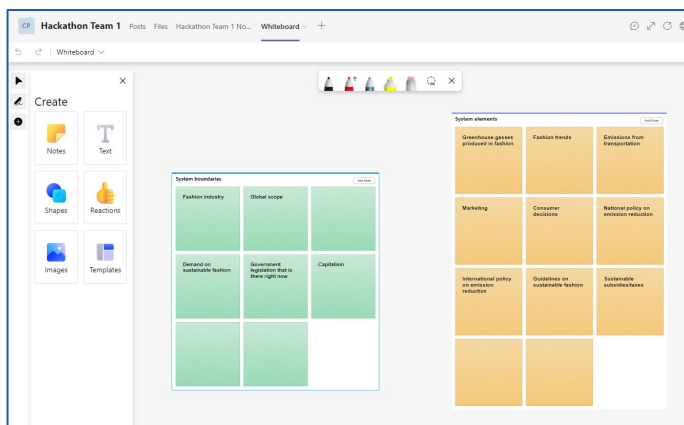 CP Hackathon Team 1 Posts Files Hackathon Team 1 No... Whiteboard
Whiteboard
Create
Notes
Text
Shapes
Reactions
Images
Templates
System boundaries
Add Note
Fashion industry
Global scope
Demand on
sustainable fashion
Government
legislation that is
there right now
Capitalism
System elements
Add Note
Greenhouse gasses
produced in fashion
Fashion trends
Emissions from
transportation
Marketing
Consumer
decisions
National policy on
emission reduction
International policy
on emission
reduction
Guidelines on
sustainable fashion
Sustainable
subsidies/taxes